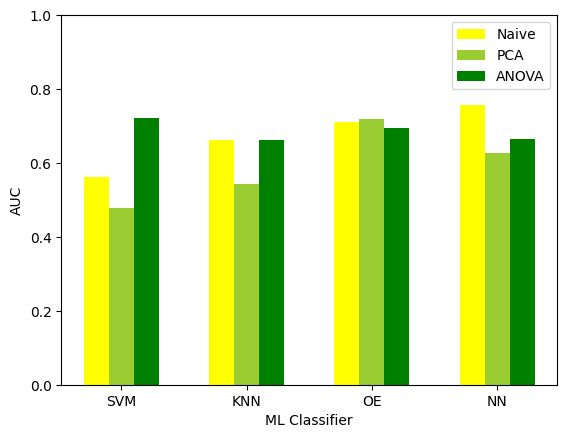 Naive
PCA
ANOVA
AUC
1.0
0.8
0.6
0.4
0.2
0.0
SVM KNN OE NN
ML Classifier